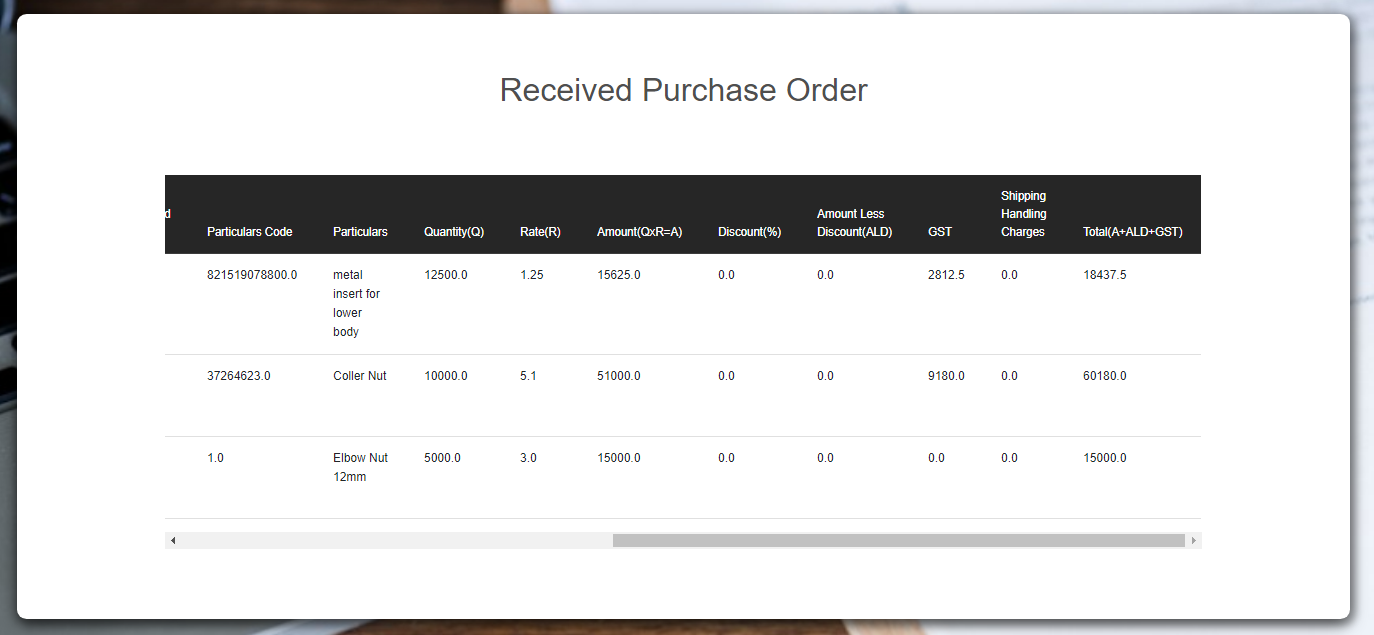 Received Purchase Order
d
Particulars Code
Particulars
Quantity(Q)
Rate(R)
Amount(QxR=A)
Discount(%)
Amount Less
Discount(ALD)
GST
Shipping
Handling
Charges
Total(A+ALD+GST)
821519078800.0
metal
insert for
lower
body
12500.0
1.25
15625.0
0.0
0.0
2812.5
0.0
18437.5
37264623.0
Coller Nut
10000.0
5.1
51000.0
0.0
0.0
9180.0
0.0
60180.0
1.0
Elbow Nut
12mm
5000.0
3.0
15000.0
0.0
0.0
0.0
0.0
15000.0